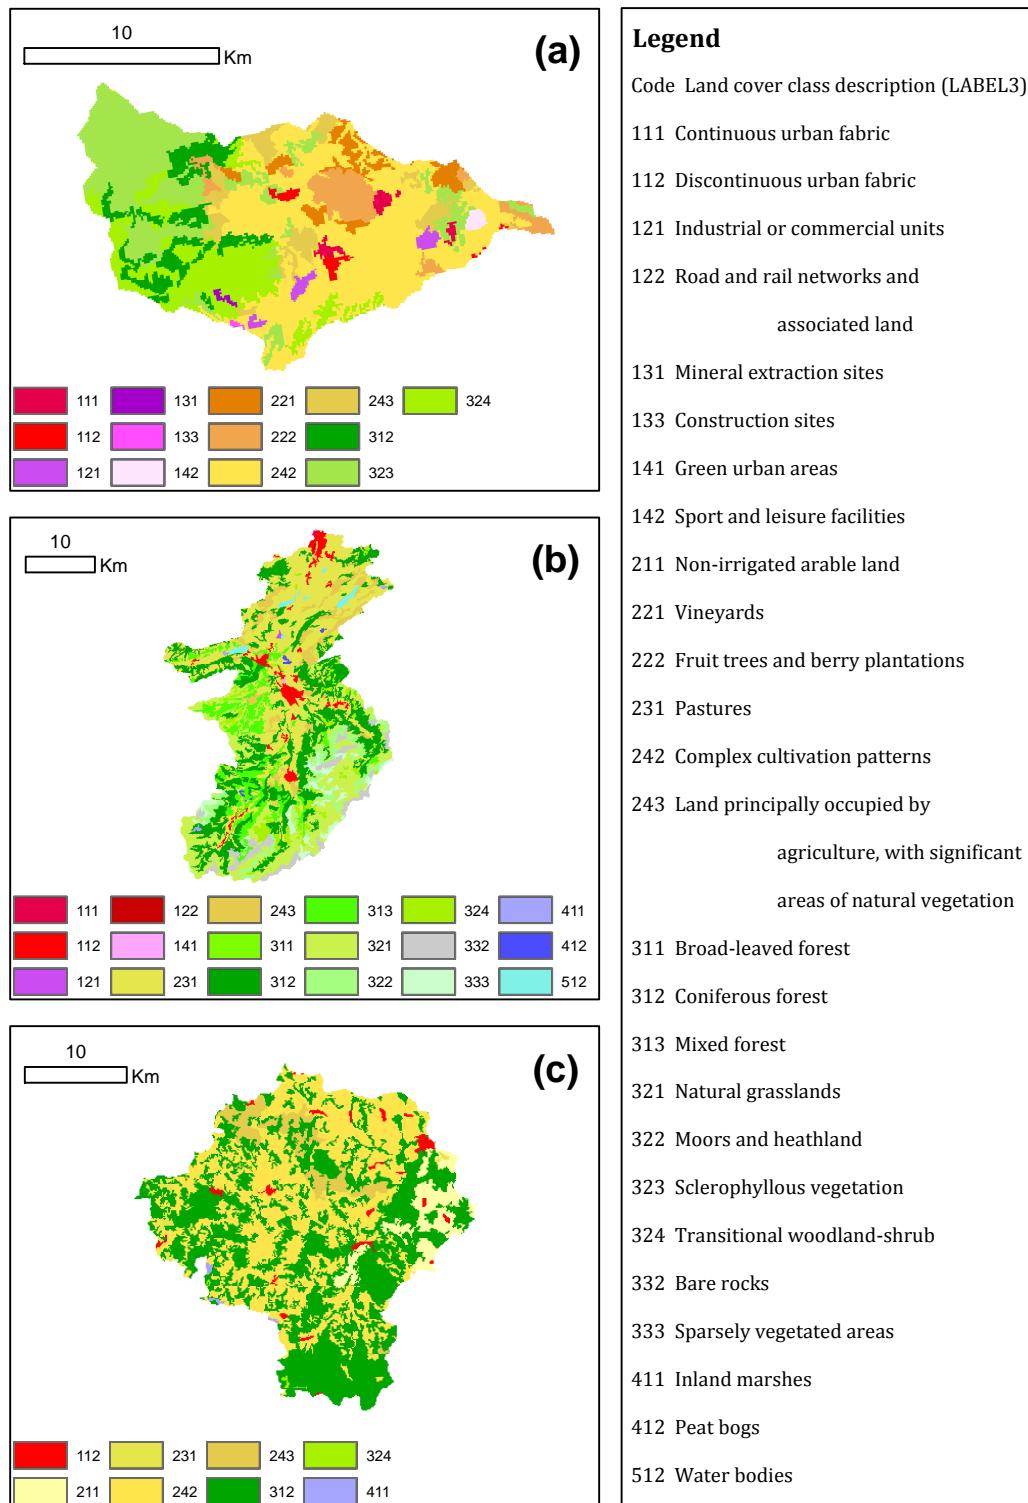 10
Km
(a)
111 131 221 243 324
112 133 222 312
121 142 242 323
10
Km
(b)
111 122 243 313 324 411
112 141 311 321 332 412
121 231 312 322 333 512
10
Km
(c)
112 231 243 324
211 242 312 411
Legend
Code Land cover class description (LABEL3)
111 Continuous urban fabric
112 Discontinuous urban fabric
121 Industrial or commercial units
122 Road and rail networks and
associated land
131 Mineral extraction sites
133 Construction sites
141 Green urban areas
142 Sport and leisure facilities
211 Non-irrigated arable land
221 Vineyards
222 Fruit trees and berry plantations
231 Pastures
242 Complex cultivation patterns
243 Land principally occupied by
agriculture, with significant
areas of natural vegetation
311 Broad-leaved forest
312 Coniferous forest
313 Mixed forest
321 Natural grasslands
322 Moors and heathland
323 Sclerophyllous vegetation
324 Transitional woodland-shrub
332 Bare rocks
333 Sparsely vegetated areas
411 Inland marshes
412 Peat bogs
512 Water bodies